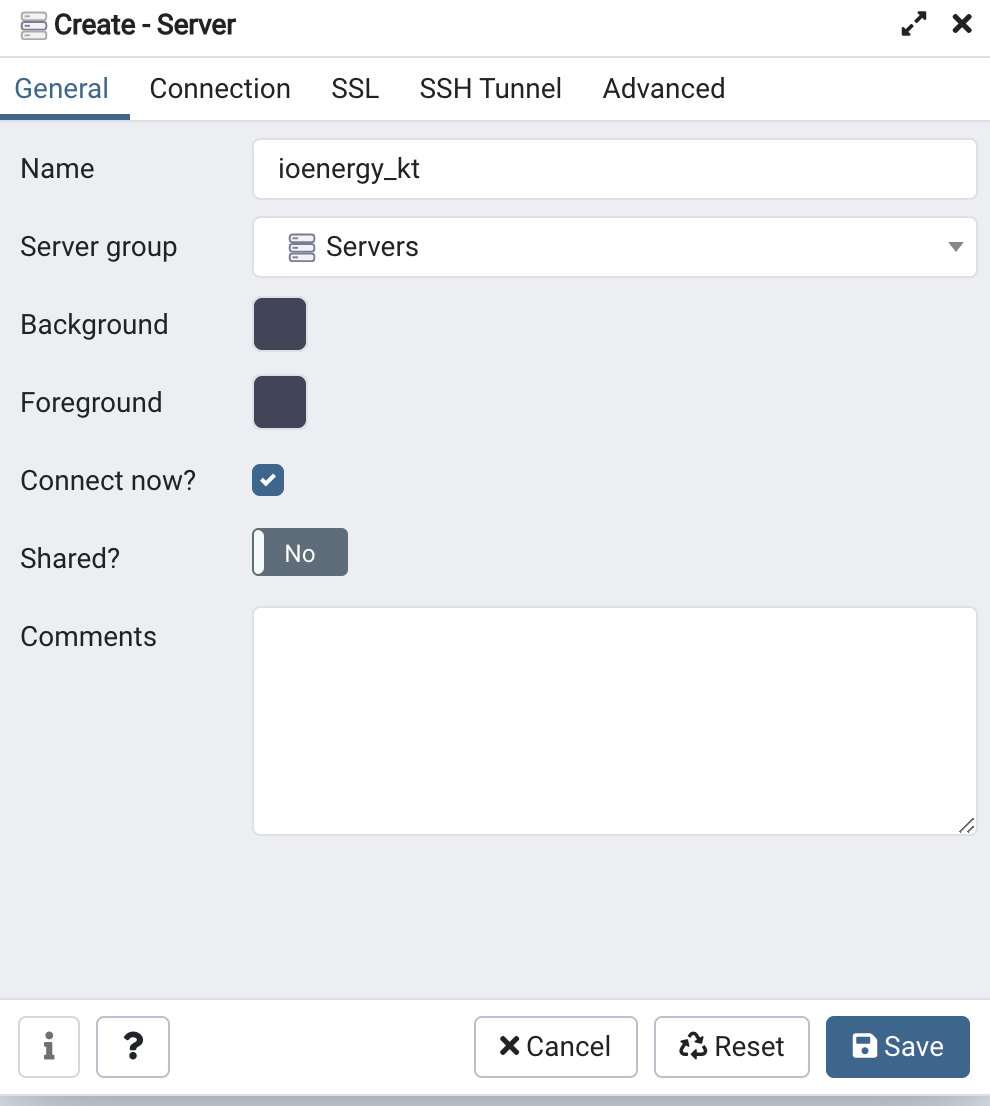 Create - Server
General Connection SSL SSH Tunnel Advanced
Name ioenergy_kt
Server group Servers
Background
Foreground
Connect now?
Shared? No
Comments
i ? Cancel Reset Save